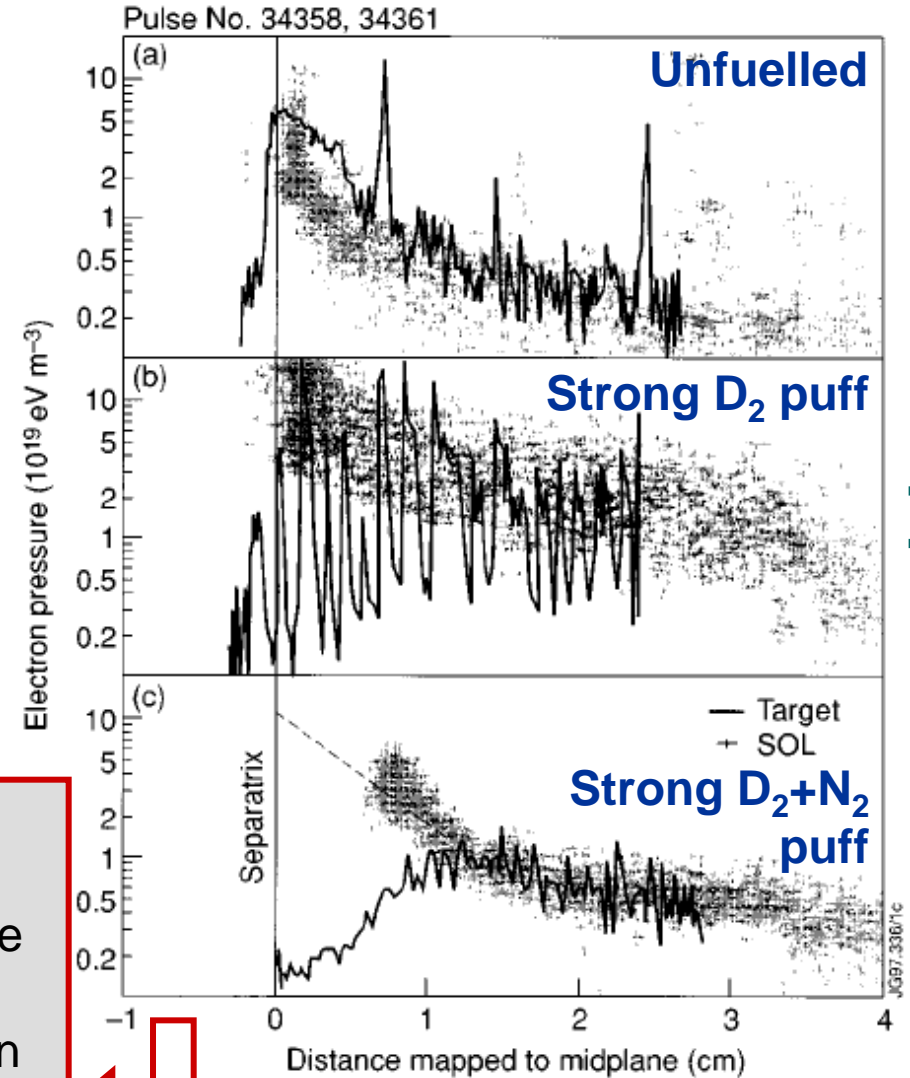 Pulse No. 34358, 34361
(a)
Unfuelled
10
5
2
1
0.5
0.2
(b)
Strong D₂ puff
10
5
2
1
0.5
0.2
Electron pressure (10¹⁹ eV m⁻³)
(c)
Target
SOL
Strong D₂+N₂
puff
Separatrix
10
5
2
1
0.5
0.2
JG97.336/1c
e
n
−1 0 1 2 3 4
Distance mapped to midplane (cm)